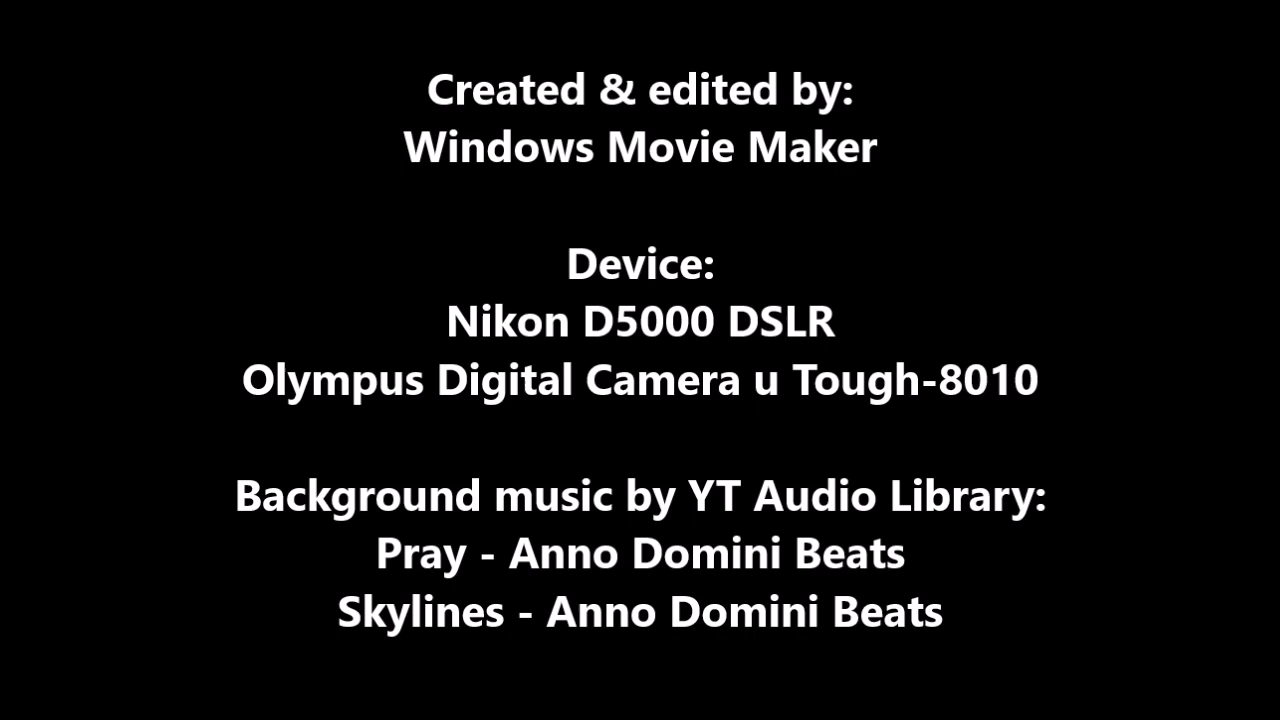 Created & edited by:
Windows Movie Maker
Device:
Nikon D5000 DSLR
Olympus Digital Camera u Tough-8010
Background music by YT Audio Library:
Pray - Anno Domini Beats
Skylines - Anno Domini Beats